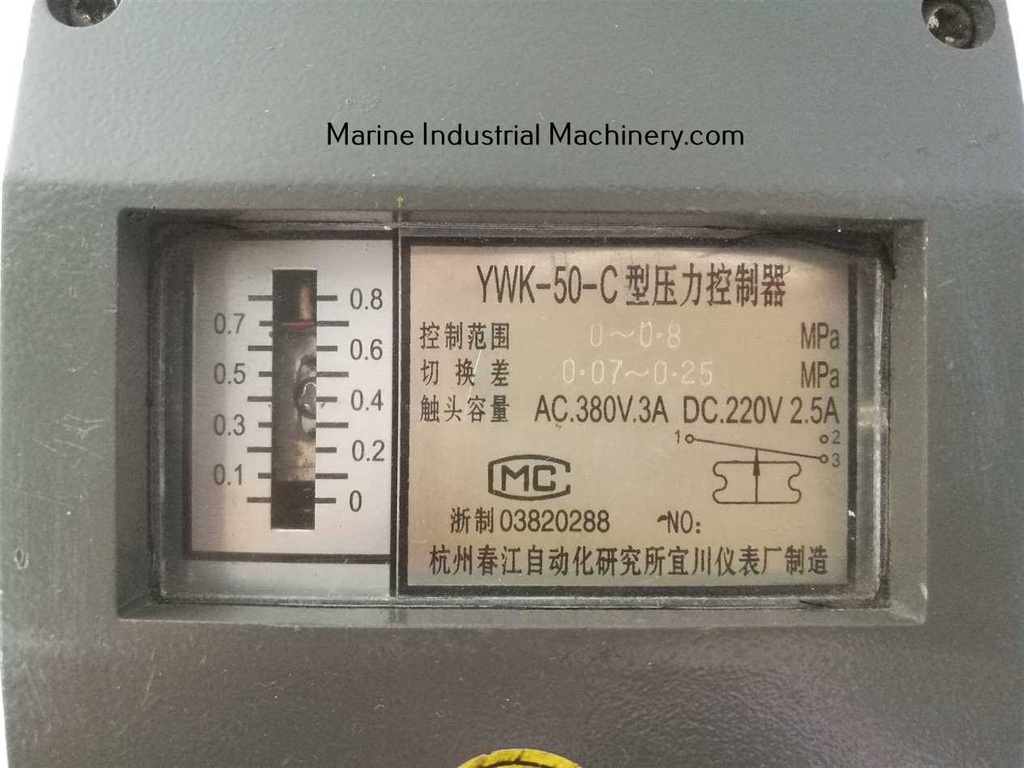 Marine Industrial Machinery.com
0.8
0.7
0.6
0.5
0.4
0.3
0.2
0.1
0
YWK-50-C型压力控制器
控制范围 0~0.8 MPa
切换差 0.07~0.25 MPa
触头容量 AC.380V.3A DC.220V 2.5A
1 2
3
MC
浙制03820288 NO:
杭州春江自动化研究所宜川仪表厂制造